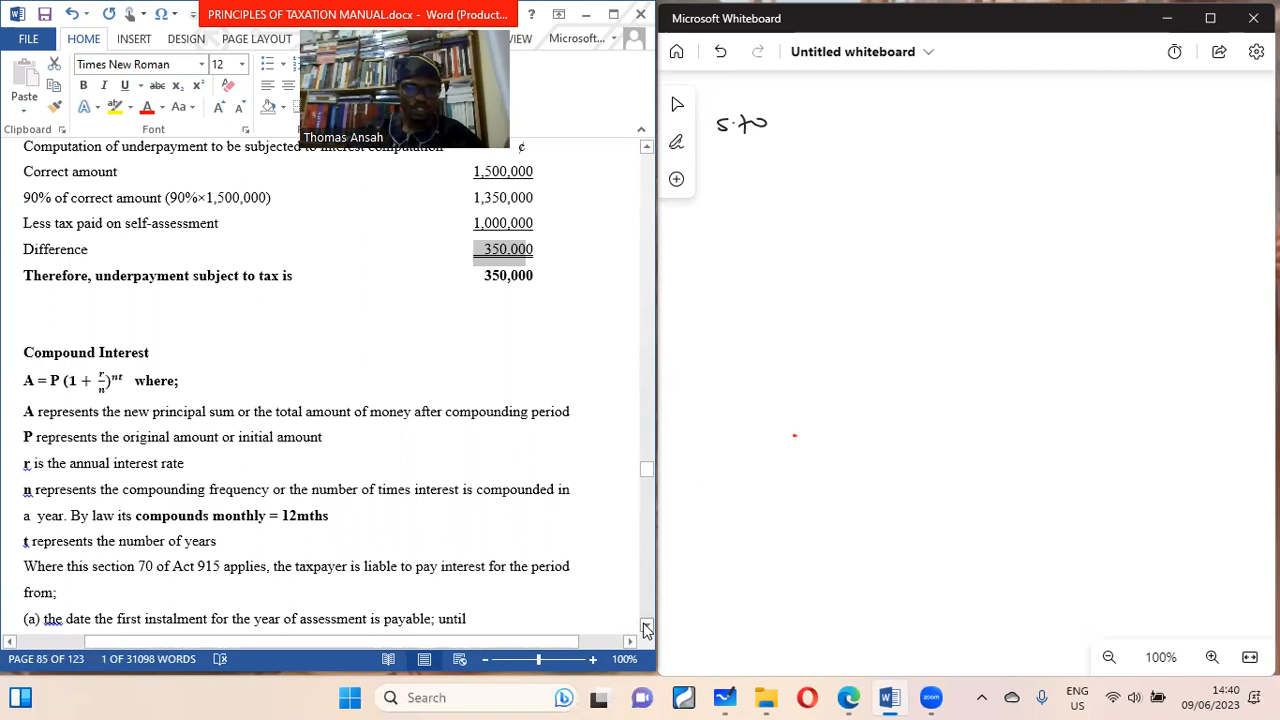 PRINCIPLES OF TAXATION MANUAL.docx - Word (Product...
FILE HOME INSERT DESIGN PAGE LAYOUT VIEW Microsoft...
Paste
Times New Roman 12
B I U abc x₂ x²
A Aa A A
Clipboard Font
Thomas Ansah
Computation of underpayment to be subjected to interest computation ¢
Correct amount 1,500,000
90% of correct amount (90%×1,500,000) 1,350,000
Less tax paid on self-assessment 1,000,000
Difference 350,000
Therefore, underpayment subject to tax is 350,000
Compound Interest
A = P (1 + r/n)ⁿᵗ where;
A represents the new principal sum or the total amount of money after compounding period
P represents the original amount or initial amount
r is the annual interest rate
n represents the compounding frequency or the number of times interest is compounded in
a year. By law its compounds monthly = 12mths
t represents the number of years
Where this section 70 of Act 915 applies, the taxpayer is liable to pay interest for the period
from;
(a) the date the first instalment for the year of assessment is payable; until
PAGE 85 OF 123 1 OF 31098 WORDS 100%
Microsoft Whiteboard
Untitled whiteboard
s.70
100%
Search
ENG
US
14:40
09/06/2023